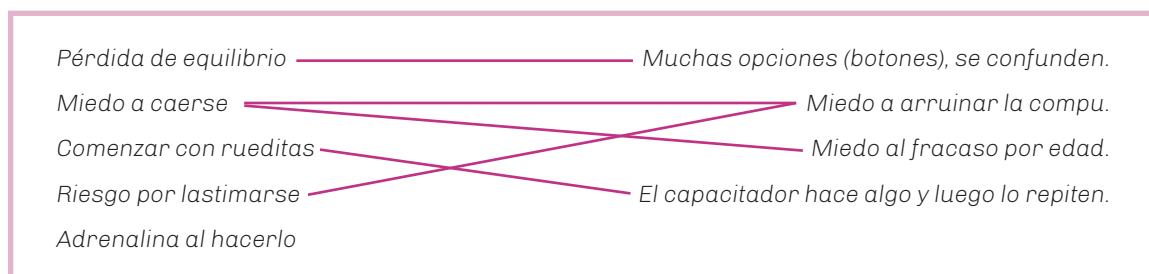 Pérdida de equilibrio Muchas opciones (botones), se confunden.
Miedo a caerse Miedo a arruinar la compu.
Comenzar con rueditas Miedo al fracaso por edad.
Riesgo por lastimarse El capacitador hace algo y luego lo repiten.
Adrenalina al hacerlo